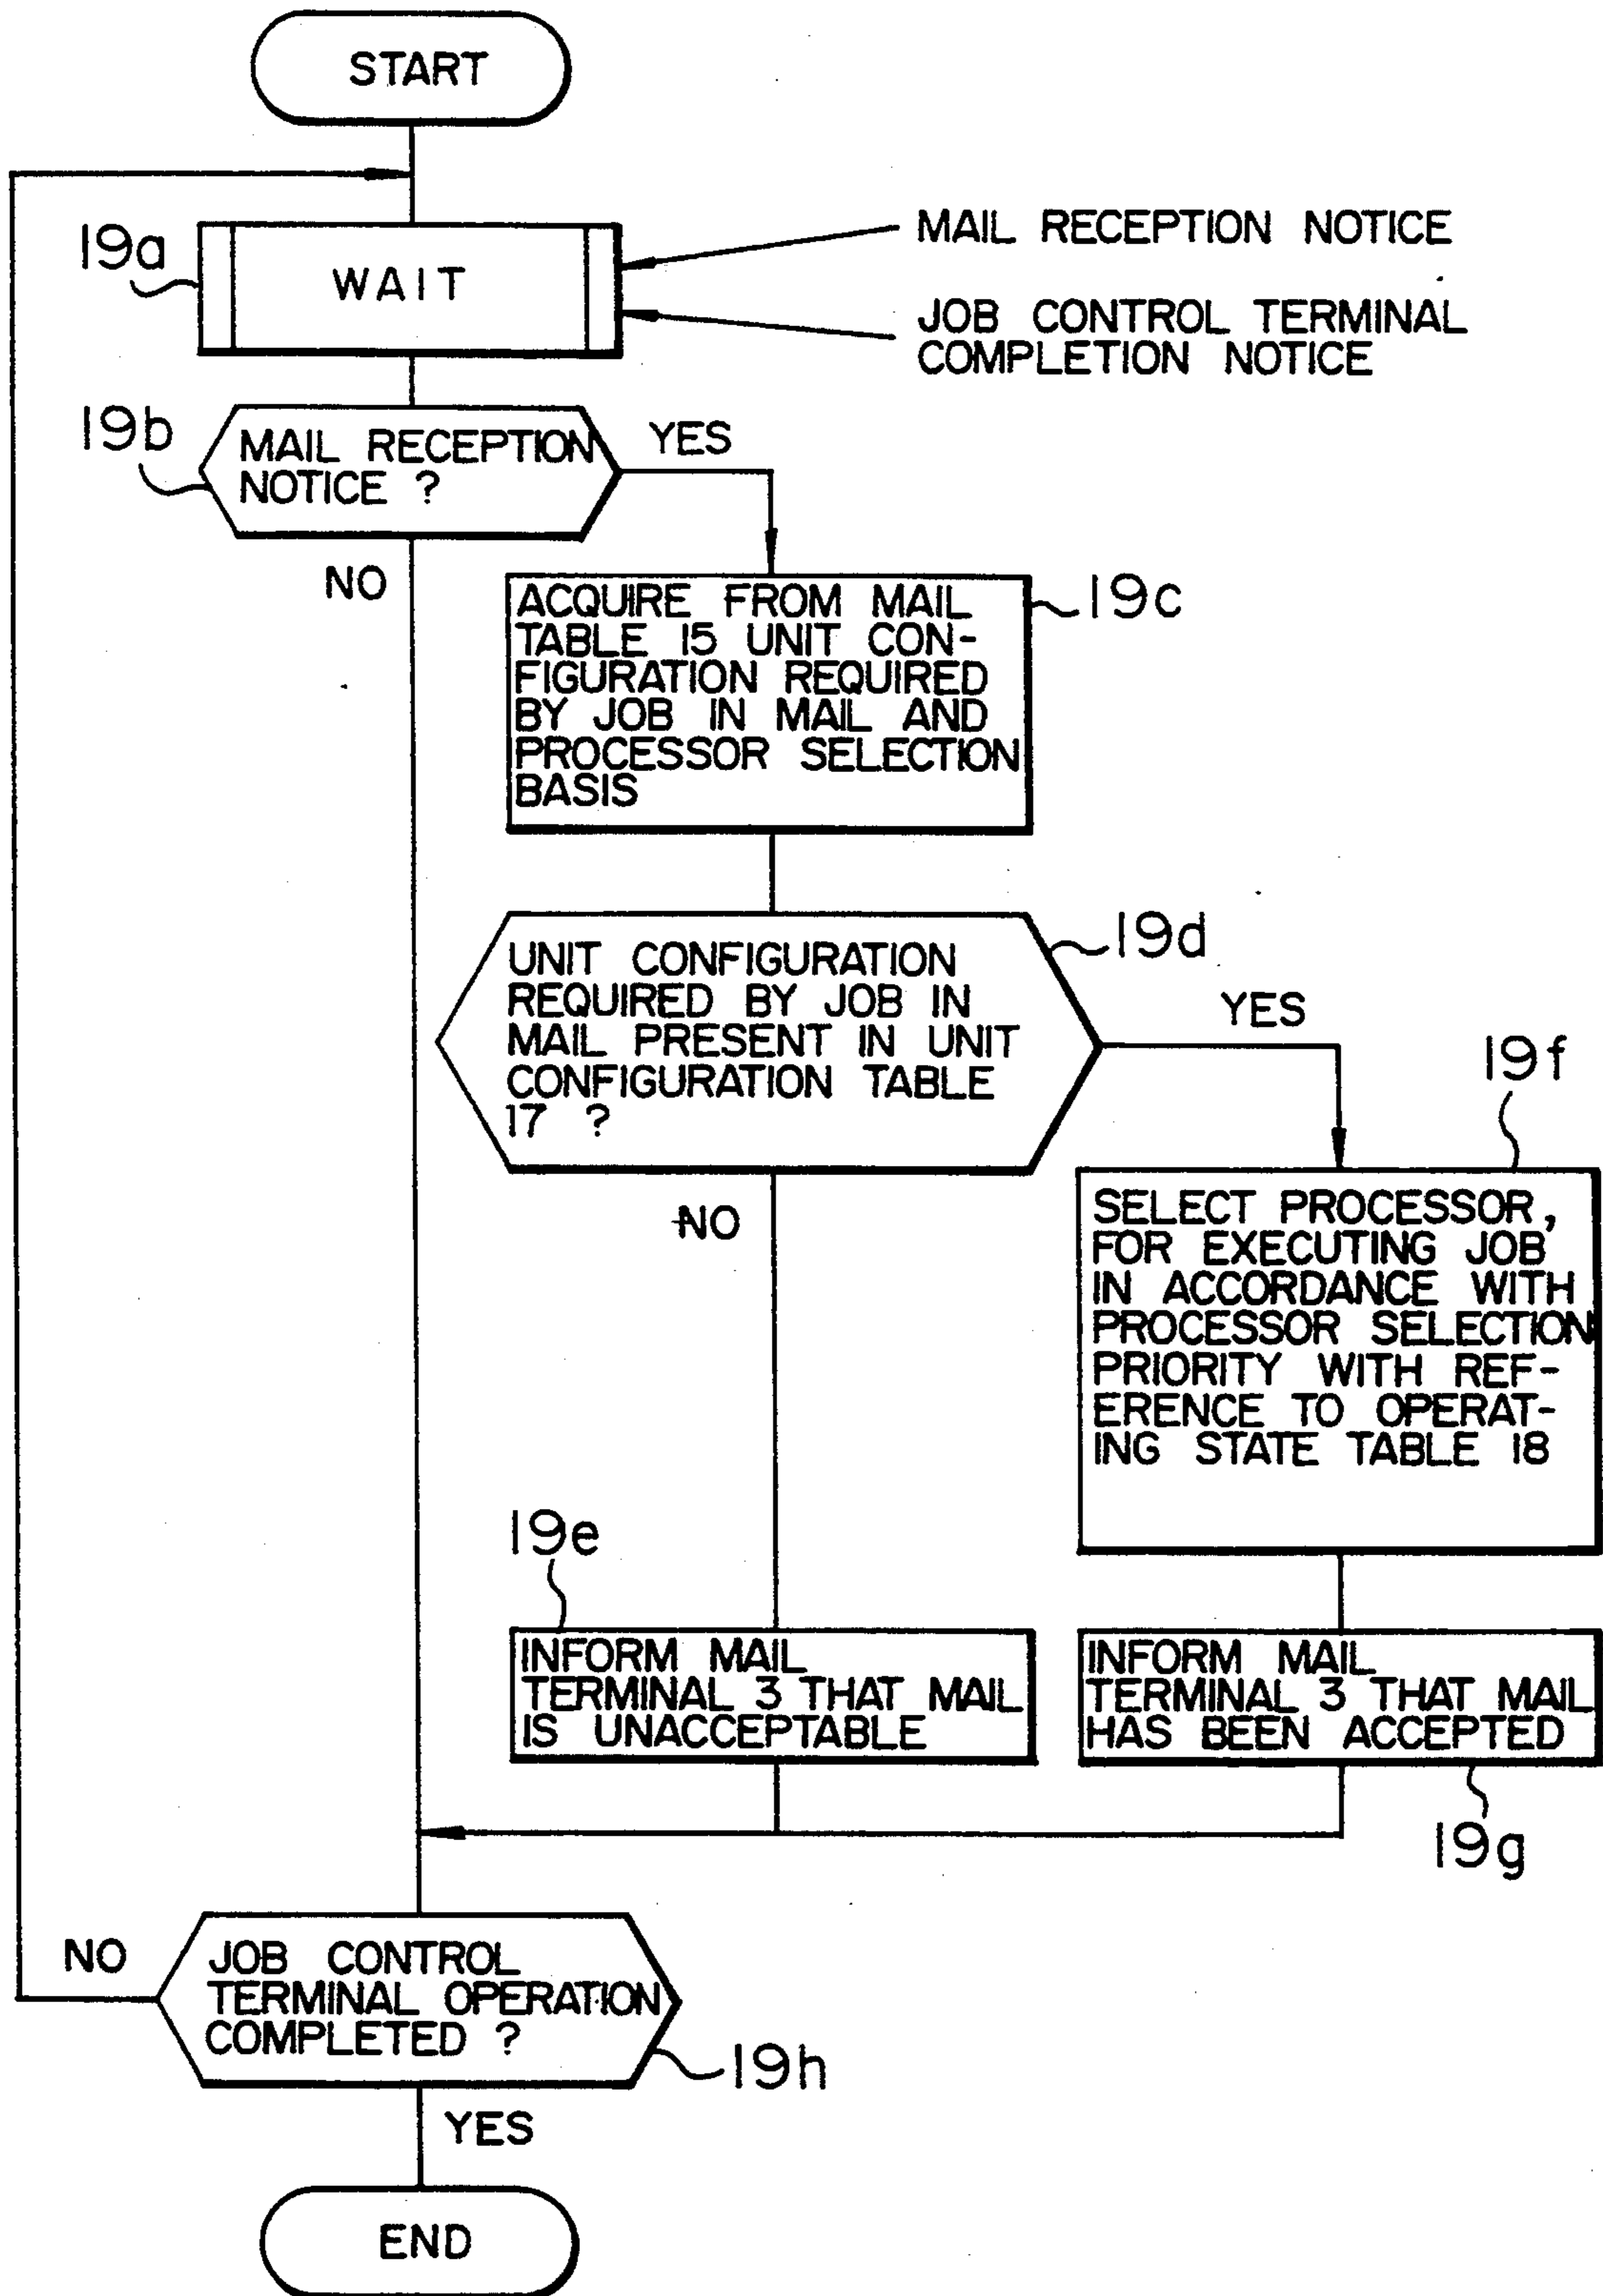 START
19a
WAIT
MAIL RECEPTION NOTICE
JOB CONTROL TERMINAL
COMPLETION NOTICE
19b
MAIL RECEPTION
NOTICE ?
YES
NO
ACQUIRE FROM MAIL
TABLE 15 UNIT CON-
FIGURATION REQUIRED
BY JOB IN MAIL AND
PROCESSOR SELECTION
BASIS
19c
UNIT CONFIGURATION
REQUIRED BY JOB IN
MAIL PRESENT IN UNIT
CONFIGURATION TABLE
17 ?
19d
YES
NO
19f
SELECT PROCESSOR,
FOR EXECUTING JOB
IN ACCORDANCE WITH
PROCESSOR SELECTION
PRIORITY WITH REF-
ERENCE TO OPERAT-
ING STATE TABLE 18
19e
INFORM MAIL
TERMINAL 3 THAT MAIL
IS UNACCEPTABLE
INFORM MAIL
TERMINAL 3 THAT MAIL
HAS BEEN ACCEPTED
19g
NO
JOB CONTROL
TERMINAL OPERATION
COMPLETED ?
19h
YES
END